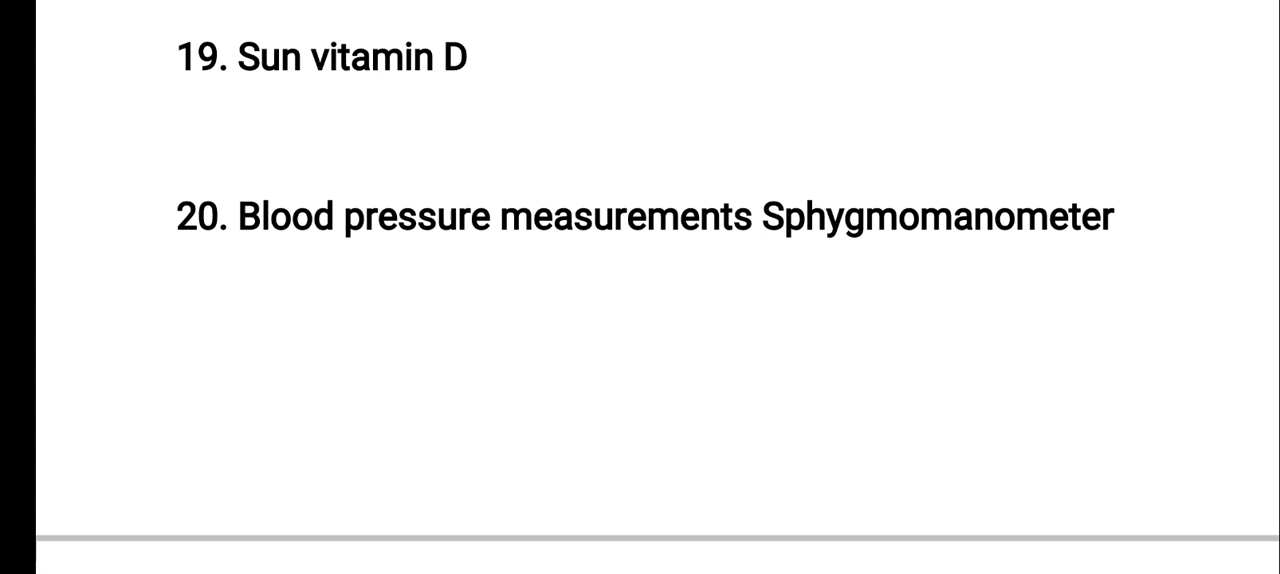 19. Sun vitamin D
20. Blood pressure measurements Sphygmomanometer